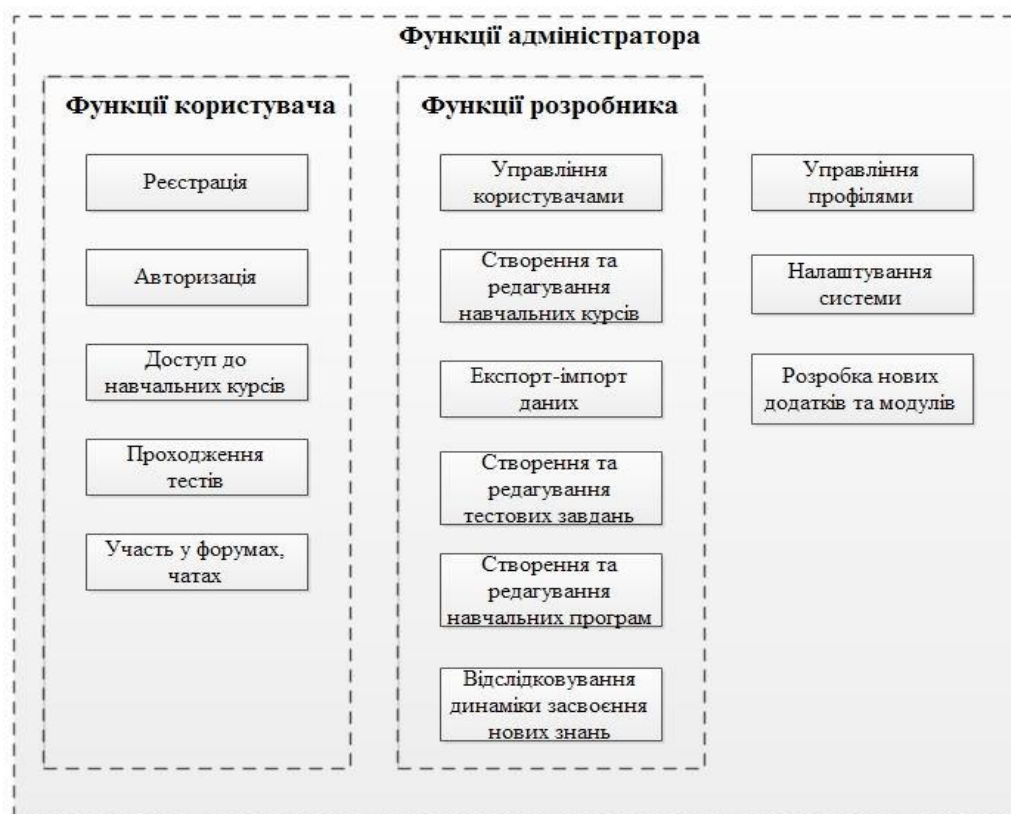 Функції адміністратора
Функції користувача
Реєстрація
Авторизація
Доступ до
навчальних курсів
Проходження
тестів
Участь у форумах,
чатах
Функції розробника
Управління
користувачами
Створення та
редагування
навчальних курсів
Експорт-імпорт
даних
Створення та
редагування
тестових завдань
Створення та
редагування
навчальних програм
Відслідковування
динаміки засвоєння
нових знань
Управління
профілями
Налаштування
системи
Розробка нових
додатків та модулів